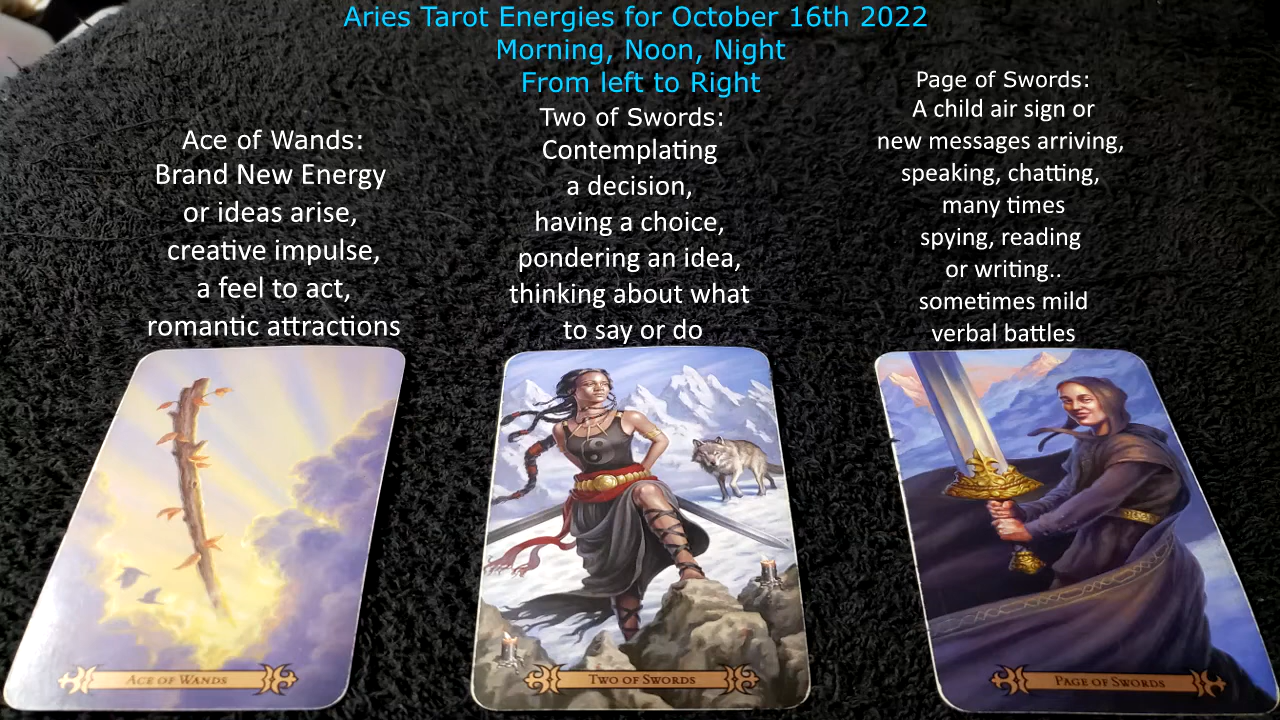 Aries Tarot Energies for October 16th 2022
Morning, Noon, Night
From left to Right
Ace of Wands:
Brand New Energy
or ideas arise,
creative impulse,
a feel to act,
romantic attractions
Two of Swords:
Contemplating
a decision,
having a choice,
pondering an idea,
thinking about what
to say or do
Page of Swords:
A child air sign or
new messages arriving,
speaking, chatting,
many times
spying, reading
or writing..
sometimes mild
verbal battles
ACE OF WANDS
TWO OF SWORDS
PAGE OF SWORDS